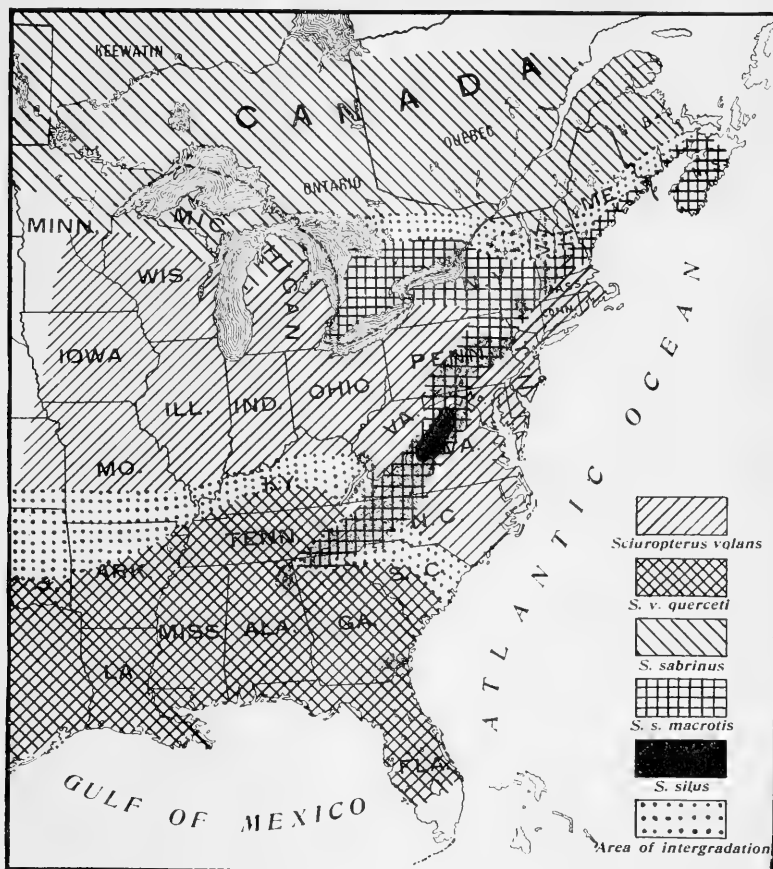 KEEWATIN
CANADA
QUEBEC
ONTARIO
N. B.
ME.
MINN.
MICHIGAN
WIS.
MASS
CONN.
IOWA
PENN.
N.J.
ILL.
IND.
OHIO
VA.
VA.
MO.
KY.
N.C
TENN.
ARK.
S.C
MISS
ALA.
GA.
LA
FLA.
ATLANTIC OCEAN
GULF OF MEXICO
Sciuropterus volans
S. v. querceti
S. sabrinus
S. s. macrotis
S. silus
Area of intergradation